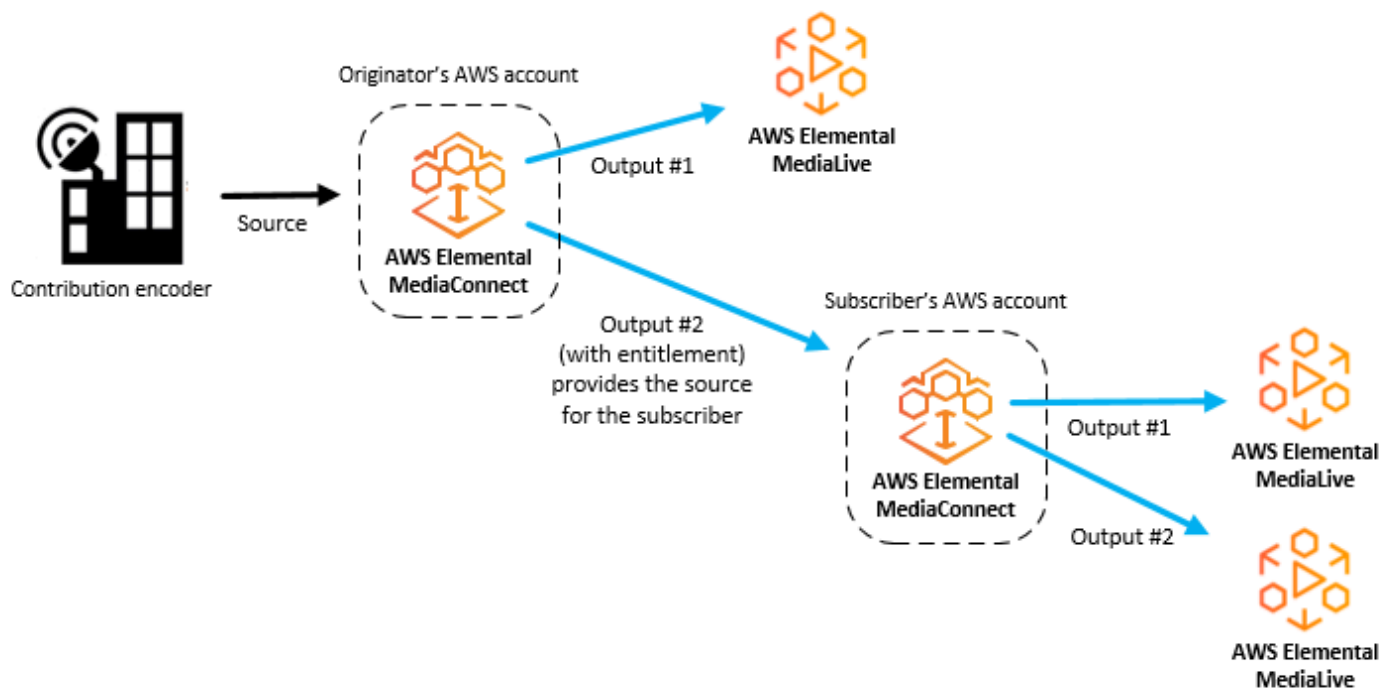 Originator's AWS account
AWS Elemental
MediaLive
Output #1
Source
AWS Elemental
MediaConnect
Contribution encoder
Output #2
(with entitlement)
provides the source
for the subscriber
Subscriber's AWS account
Output #1
AWS Elemental
MediaLive
AWS Elemental
MediaConnect
Output #2
AWS Elemental
MediaLive